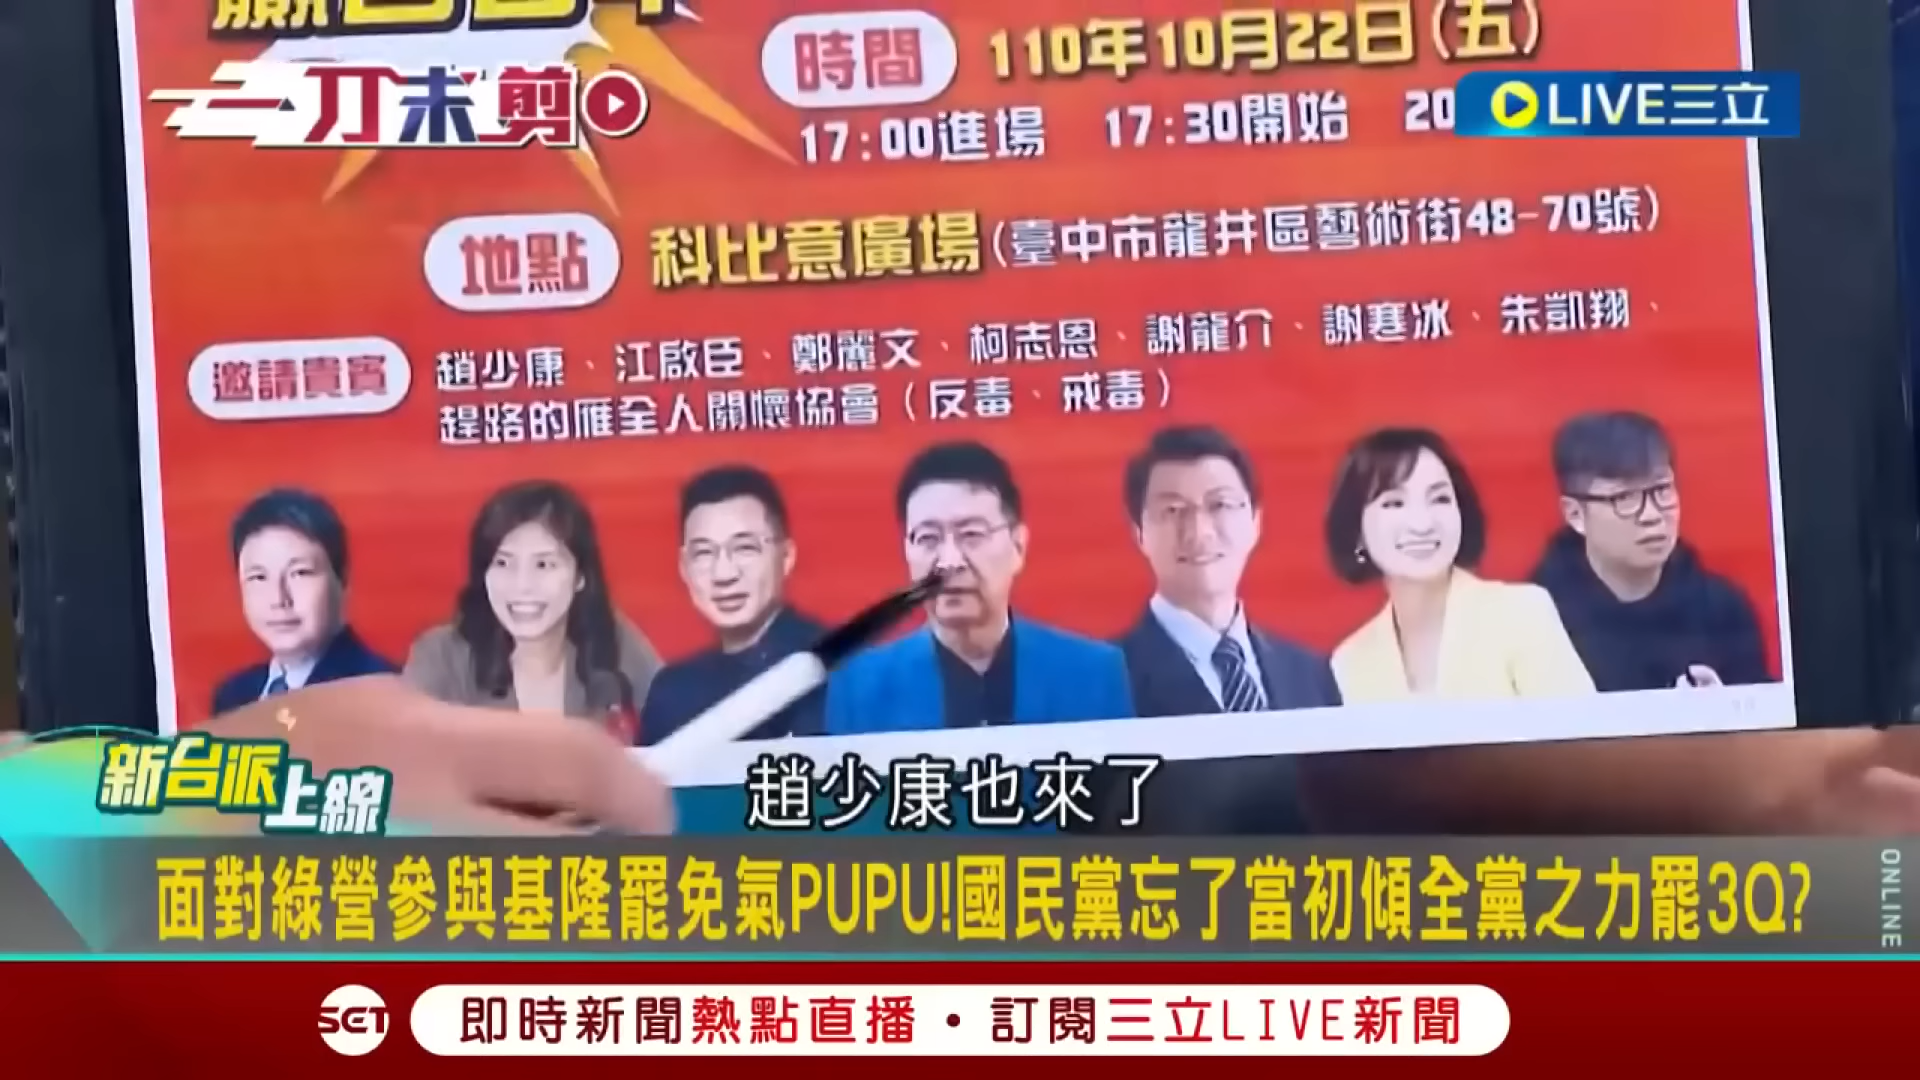 時間 110年10月22日(五)
一刀未剪
LIVE三立
17:00進場 17:30開始 20
地點 科比意廣場(臺中市龍井區藝術街48-70號)
邀請貴賓 趙少康、江啟臣、鄭麗文、柯志恩、謝龍介、謝寒冰、朱凱翔、
趕路的雁全人關懷協會(反毒、戒毒)
新台派上線
趙少康也來了
面對綠營參與基隆罷免氣PUPU!國民黨忘了當初傾全黨之力罷3Q?
ONLINE
SET 即時新聞熱點直播・訂閱三立LIVE新聞